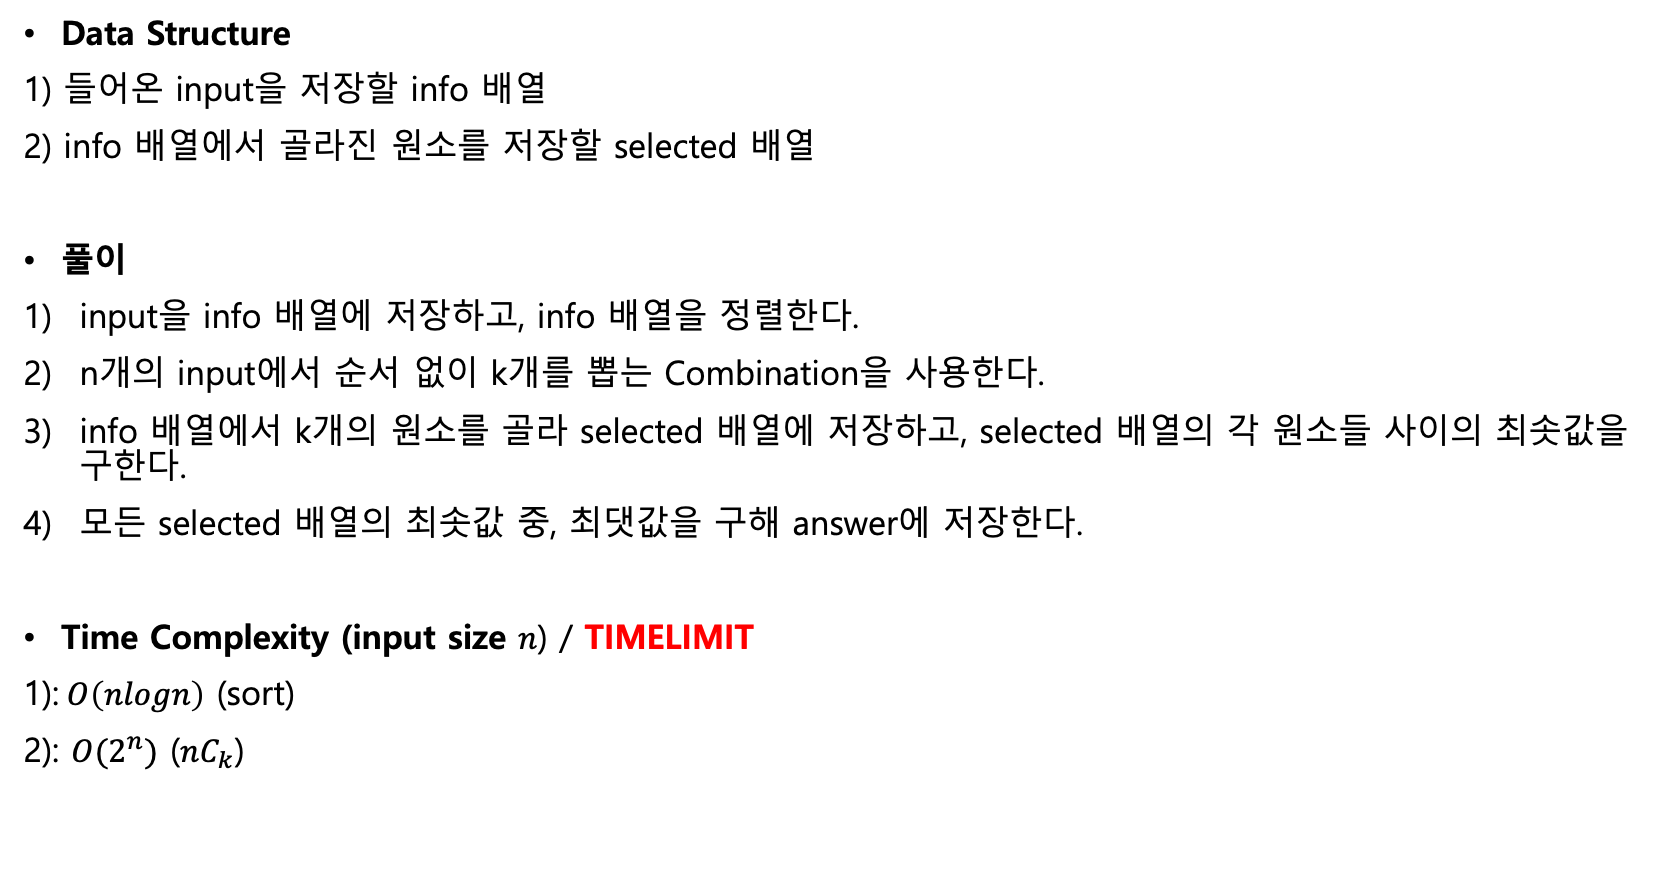 • Data Structure
1) 들어온 input을 저장할 info 배열
2) info 배열에서 골라진 원소를 저장할 selected 배열
• 풀이
1) input을 info 배열에 저장하고, info 배열을 정렬한다.
2) n개의 input에서 순서 없이 k개를 뽑는 Combination을 사용한다.
3) info 배열에서 k개의 원소를 골라 selected 배열에 저장하고, selected 배열의 각 원소들 사이의 최솟값을
구한다.
4) 모든 selected 배열의 최솟값 중, 최댓값을 구해 answer에 저장한다.
• Time Complexity (input size n) / TIMELIMIT
1): O(nlogn) (sort)
2): O(2ⁿ) (nCₖ)